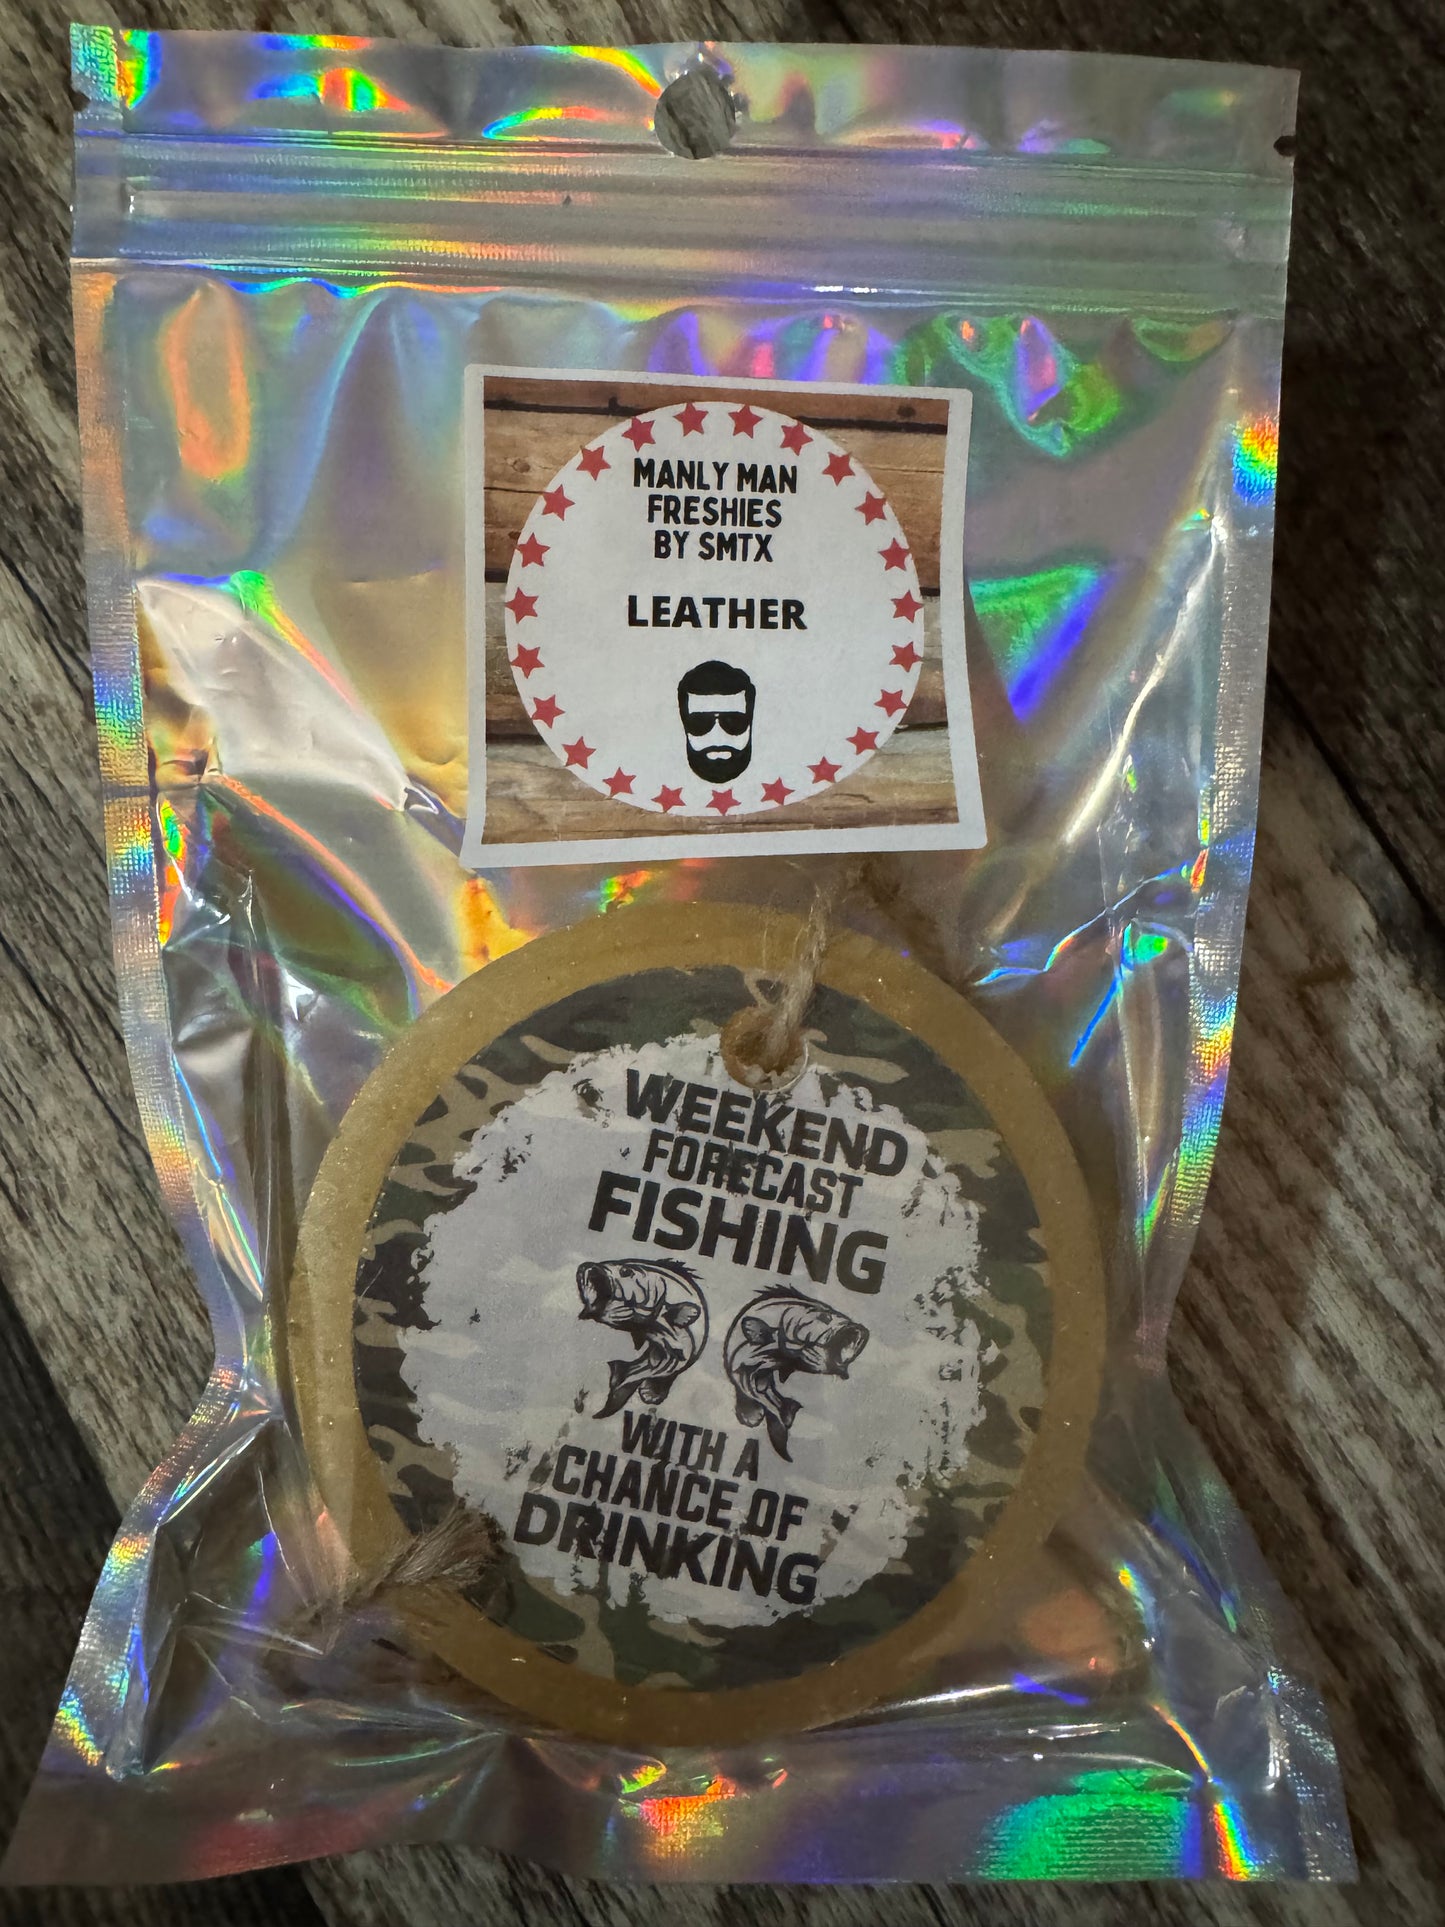 MANLY MAN
FRESHIES
BY SMTX
LEATHER
WEEKEND
FORECAST
FISHING
WITH A
CHANCE OF
DRINKING